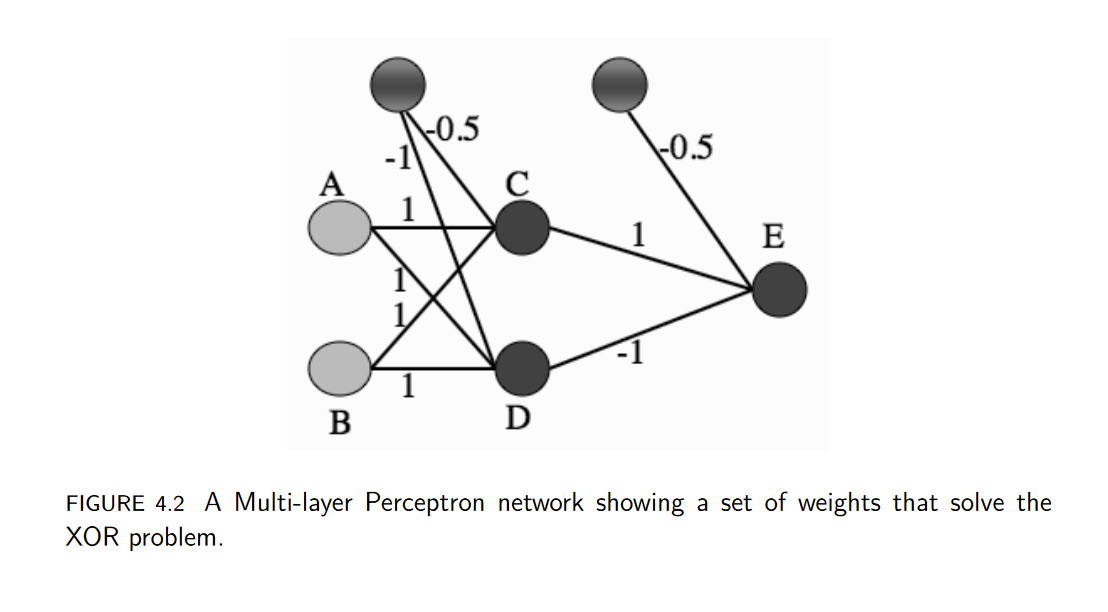 -0.5
-0.5
-1
A
C
1
1
E
1
1
-1
1
B
D
FIGURE 4.2 A Multi-layer Perceptron network showing a set of weights that solve the
XOR problem.